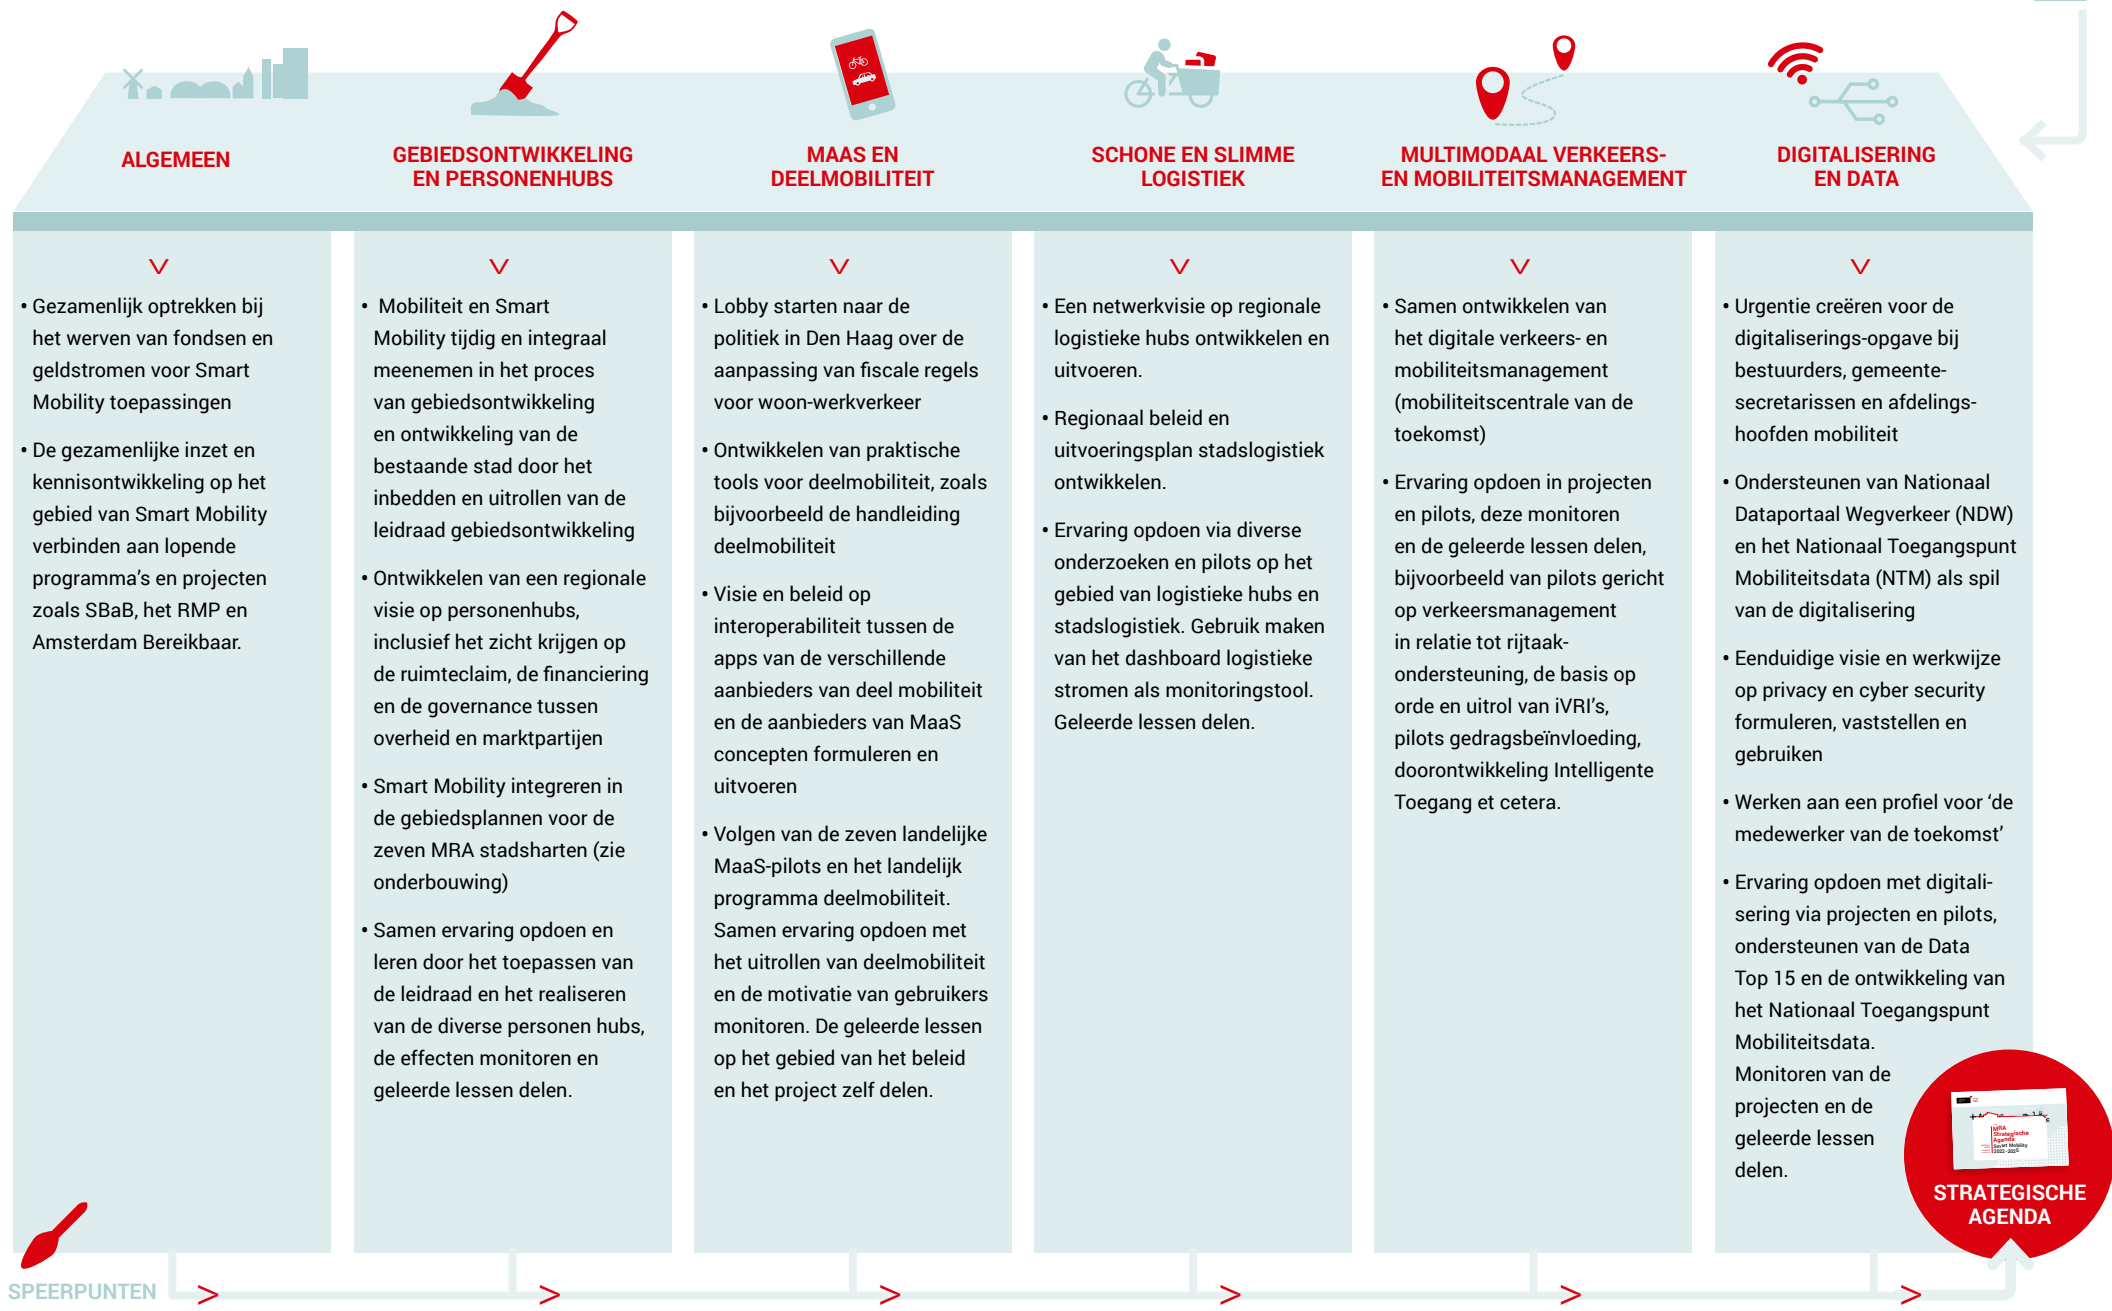 ALGEMEEN
• Gezamenlijk optrekken bij
het werven van fondsen en
geldstromen voor Smart
Mobility toepassingen
• De gezamenlijke inzet en
kennisontwikkeling op het
gebied van Smart Mobility
verbinden aan lopende
programma's en projecten
zoals SBaB, het RMP en
Amsterdam Bereikbaar.
GEBIEDSONTWIKKELING
EN PERSONENHUBS
• Mobiliteit en Smart
Mobility tijdig en integraal
meenemen in het proces
van gebiedsontwikkeling
en ontwikkeling van de
bestaande stad door het
inbedden en uitrollen van de
leidraad gebiedsontwikkeling
• Ontwikkelen van een regionale
visie op personenhubs,
inclusief het zicht krijgen op
de ruimteclaim, de financiering
en de governance tussen
overheid en marktpartijen
• Smart Mobility integreren in
de gebiedsplannen voor de
zeven MRA stadsharten (zie
onderbouwing)
• Samen ervaring opdoen en
leren door het toepassen van
de leidraad en het realiseren
van de diverse personen hubs,
de effecten monitoren en
geleerde lessen delen.
MAAS EN
DEELMOBILITEIT
• Lobby starten naar de
politiek in Den Haag over de
aanpassing van fiscale regels
voor woon-werkverkeer
• Ontwikkelen van praktische
tools voor deelmobiliteit, zoals
bijvoorbeeld de handleiding
deelmobiliteit
• Visie en beleid op
interoperabiliteit tussen de
apps van de verschillende
aanbieders van deel mobiliteit
en de aanbieders van MaaS
concepten formuleren en
uitvoeren
• Volgen van de zeven landelijke
MaaS-pilots en het landelijk
programma deelmobiliteit.
Samen ervaring opdoen met
het uitrollen van deelmobiliteit
en de motivatie van gebruikers
monitoren. De geleerde lessen
op het gebied van het beleid
en het project zelf delen.
SCHONE EN SLIMME
LOGISTIEK
• Een netwerkvisie op regionale
logistieke hubs ontwikkelen en
uitvoeren.
• Regionaal beleid en
uitvoeringsplan stadslogistiek
ontwikkelen.
• Ervaring opdoen via diverse
onderzoeken en pilots op het
gebied van logistieke hubs en
stadslogistiek. Gebruik maken
van het dashboard logistieke
stromen als monitoringstool.
Geleerde lessen delen.
MULTIMODAAL VERKEERS-
EN MOBILITEITSMANAGEMENT
• Samen ontwikkelen van
het digitale verkeers- en
mobiliteitsmanagement
(mobiliteitscentrale van de
toekomst)
• Ervaring opdoen in projecten
en pilots, deze monitoren
en de geleerde lessen delen,
bijvoorbeeld van pilots gericht
op verkeersmanagement
in relatie tot rijtaak-
ondersteuning, de basis op
orde en uitrol van iVRI's,
pilots gedragsbeïnvloeding,
doorontwikkeling Intelligente
Toegang et cetera.
DIGITALISERING
EN DATA
• Urgentie creëren voor de
digitaliserings-opgave bij
bestuurders, gemeente-
secretarissen en afdelings-
hoofden mobiliteit
• Ondersteunen van Nationaal
Dataportaal Wegverkeer (NDW)
en het Nationaal Toegangspunt
Mobiliteitsdata (NTM) als spil
van de digitalisering
• Eenduidige visie en werkwijze
op privacy en cyber security
formuleren, vaststellen en
gebruiken
• Werken aan een profiel voor 'de
medewerker van de toekomst'
• Ervaring opdoen met digitali-
sering via projecten en pilots,
ondersteunen van de Data
Top 15 en de ontwikkeling van
het Nationaal Toegangspunt
Mobiliteitsdata.
Monitoren van de
projecten en de
geleerde lessen
delen.
MRA
Strategische
Agenda
Smart Mobility
2022-2025
STRATEGISCHE
AGENDA
SPEERPUNTEN